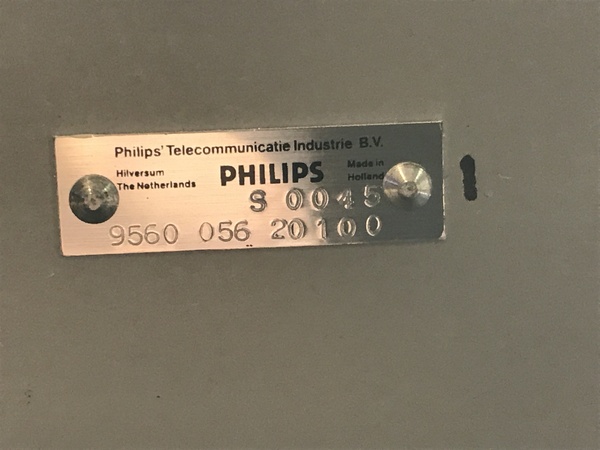 Philips' Telecommunicatie Industrie B.V.
Hilversum
The Netherlands
PHILIPS
Made in
Holland
S 0045
9560 056 20100